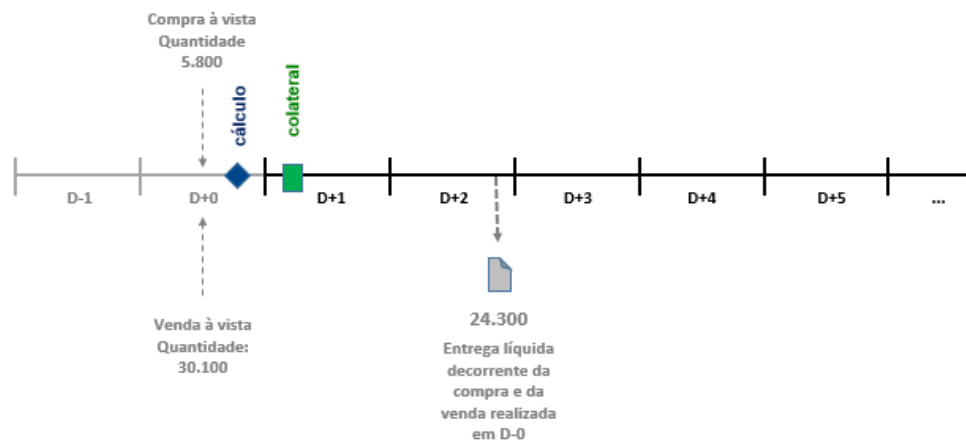 Compra à vista
Quantidade
5.800
cálculo
colateral
D-1
D+0
D+1
D+2
D+3
D+4
D+5
...
Venda à vista
Quantidade:
30.100
24.300
Entrega líquida
decorrente da
compra e da
venda realizada
em D-0